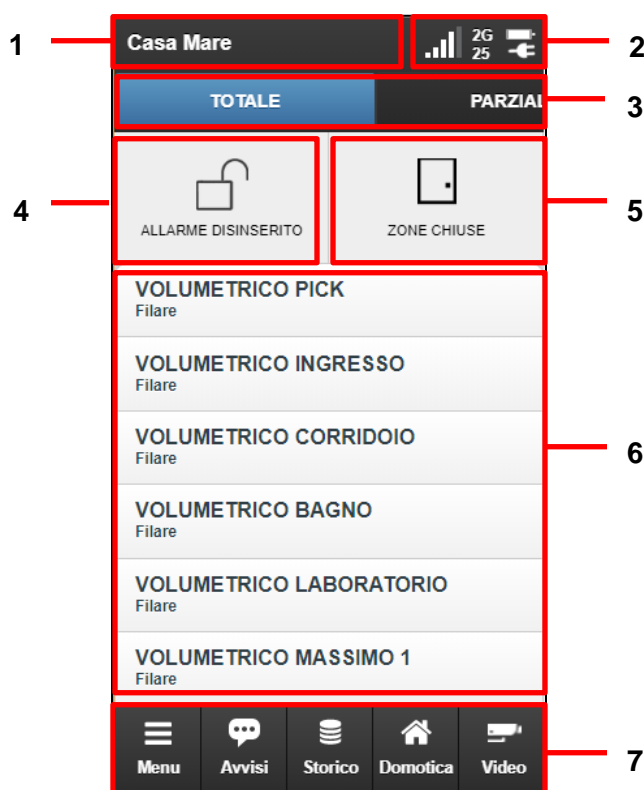 1
Casa Mare
2G
25
2
TOTALE
PARZIAL
3
4
ALLARME DISINSERITO
ZONE CHIUSE
5
VOLUMETRICO PICK
Filare
VOLUMETRICO INGRESSO
Filare
VOLUMETRICO CORRIDOIO
Filare
6
VOLUMETRICO BAGNO
Filare
VOLUMETRICO LABORATORIO
Filare
VOLUMETRICO MASSIMO 1
Filare
Menu Avvisi Storico Domotica Video
7